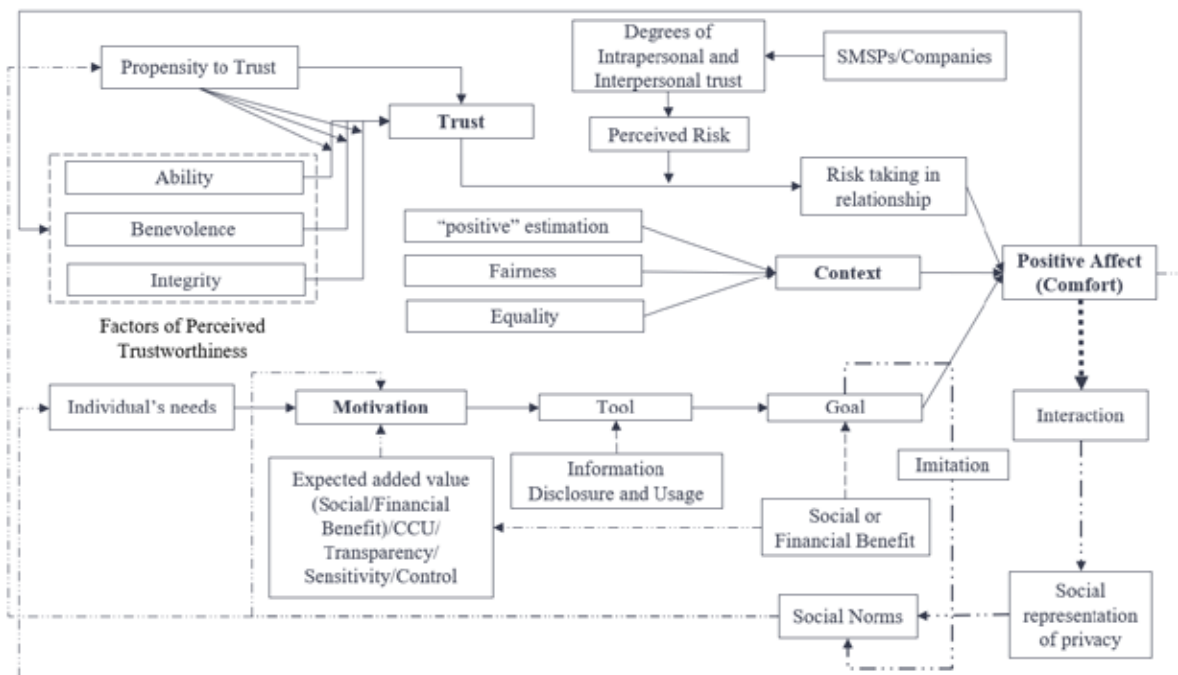 Degrees of
Intrapersonal and
Interpersonal trust
SMSPs/Companies
Propensity to Trust
Trust
Perceived Risk
Ability
Benevolence
Integrity
Factors of Perceived
Trustworthiness
Risk taking in
relationship
“positive” estimation
Fairness
Equality
Context
Positive Affect
(Comfort)
Individual’s needs
Motivation
Tool
Goal
Interaction
Imitation
Expected added value
(Social/Financial
Benefit)/CCU/
Transparency/
Sensitivity/Control
Information
Disclosure and Usage
Social or
Financial Benefit
Social Norms
Social
representation
of privacy